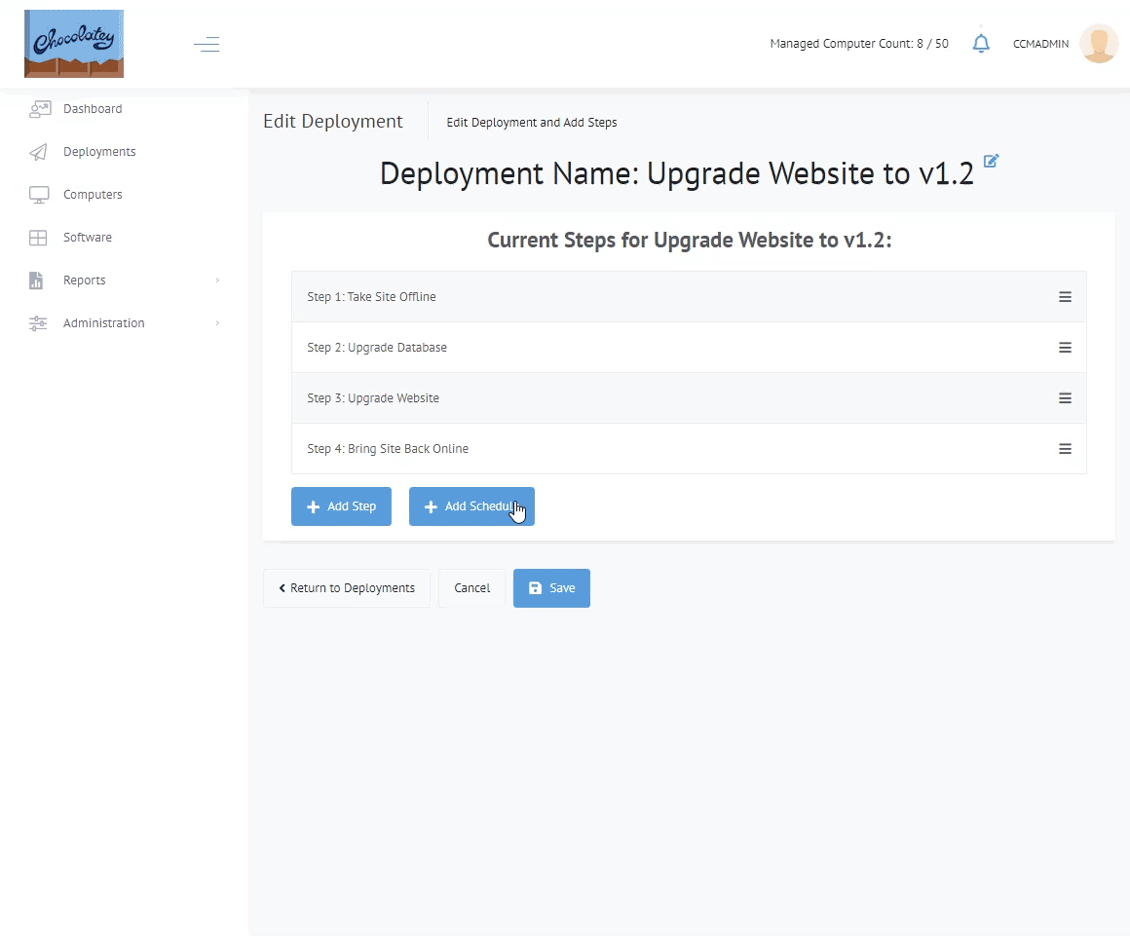 Chocolatey
Managed Computer Count: 8 / 50
CCMADMIN
Dashboard
Deployments
Computers
Software
Reports
Administration
Edit Deployment
Edit Deployment and Add Steps
Deployment Name: Upgrade Website to v1.2
Current Steps for Upgrade Website to v1.2:
Step 1: Take Site Offline
Step 2: Upgrade Database
Step 3: Upgrade Website
Step 4: Bring Site Back Online
Add Step
Add Schedule
Return to Deployments
Cancel
Save